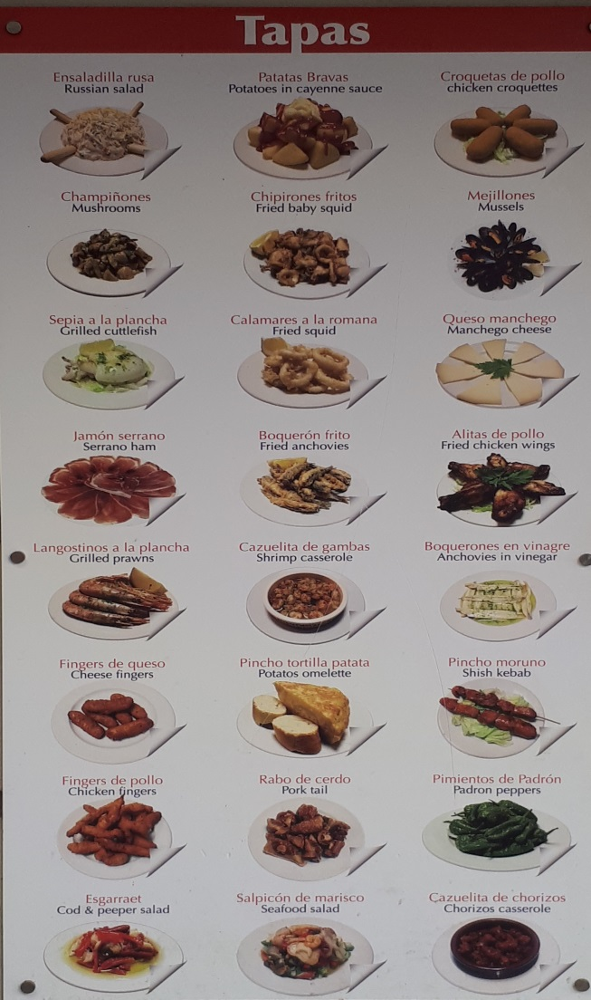 Tapas
Ensaladilla rusa
Russian salad
Patatas Bravas
Potatoes in cayenne sauce
Croquetas de pollo
chicken croquettes
Champiñones
Mushrooms
Chipirones fritos
Fried baby squid
Mejillones
Mussels
Sepia a la plancha
Grilled cuttlefish
Calamares a la romana
Fried squid
Queso manchego
Manchego cheese
Jamón serrano
Serrano ham
Boquerón frito
Fried anchovies
Alitas de pollo
Fried chicken wings
Langostinos a la plancha
Grilled prawns
Cazuelita de gambas
Shrimp casserole
Boquerones en vinagre
Anchovies in vinegar
Fingers de queso
Cheese fingers
Pincho tortilla patata
Potatos omelette
Pincho moruno
Shish kebab
Fingers de pollo
Chicken fingers
Rabo de cerdo
Pork tail
Pimientos de Padrón
Padron peppers
Esgarraet
Cod & peeper salad
Salpicón de marisco
Seafood salad
Cazuelita de chorizos
Chorizos casserole